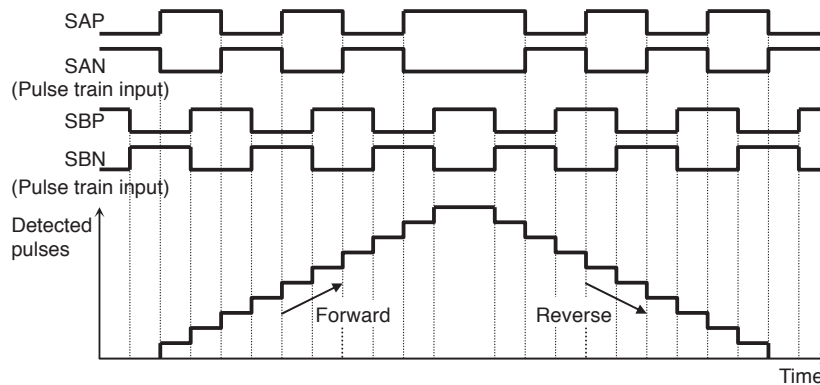 SAP
SAN
(Pulse train input)
SBP
SBN
(Pulse train input)
Detected
pulses
Forward
Reverse
Time